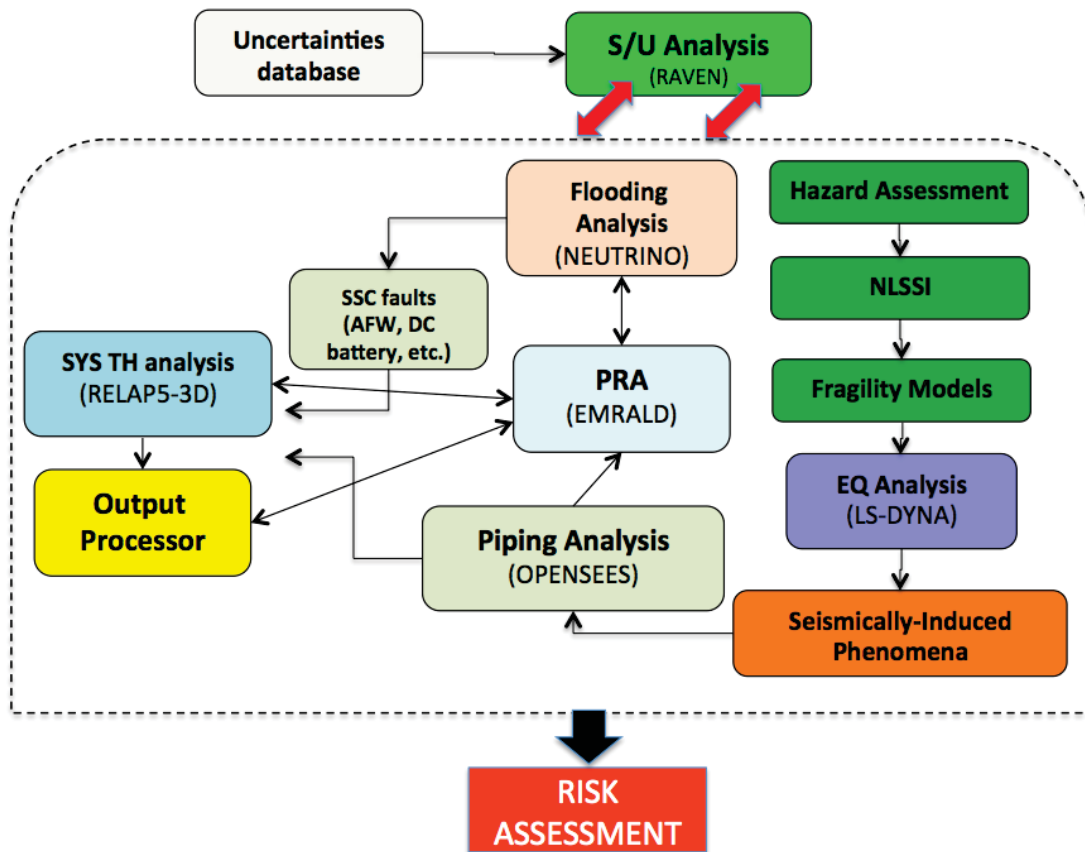 Uncertainties
database
S/U Analysis
(RAVEN)
Flooding
Analysis
(NEUTRINO)
Hazard Assessment
NLSSI
SSC faults
(AFW, DC
battery, etc.)
SYS TH analysis
(RELAP5-3D)
PRA
(EMRALD)
Fragility Models
EQ Analysis
(LS-DYNA)
Output
Processor
Piping Analysis
(OPENSEES)
Seismically-Induced
Phenomena
RISK
ASSESSMENT